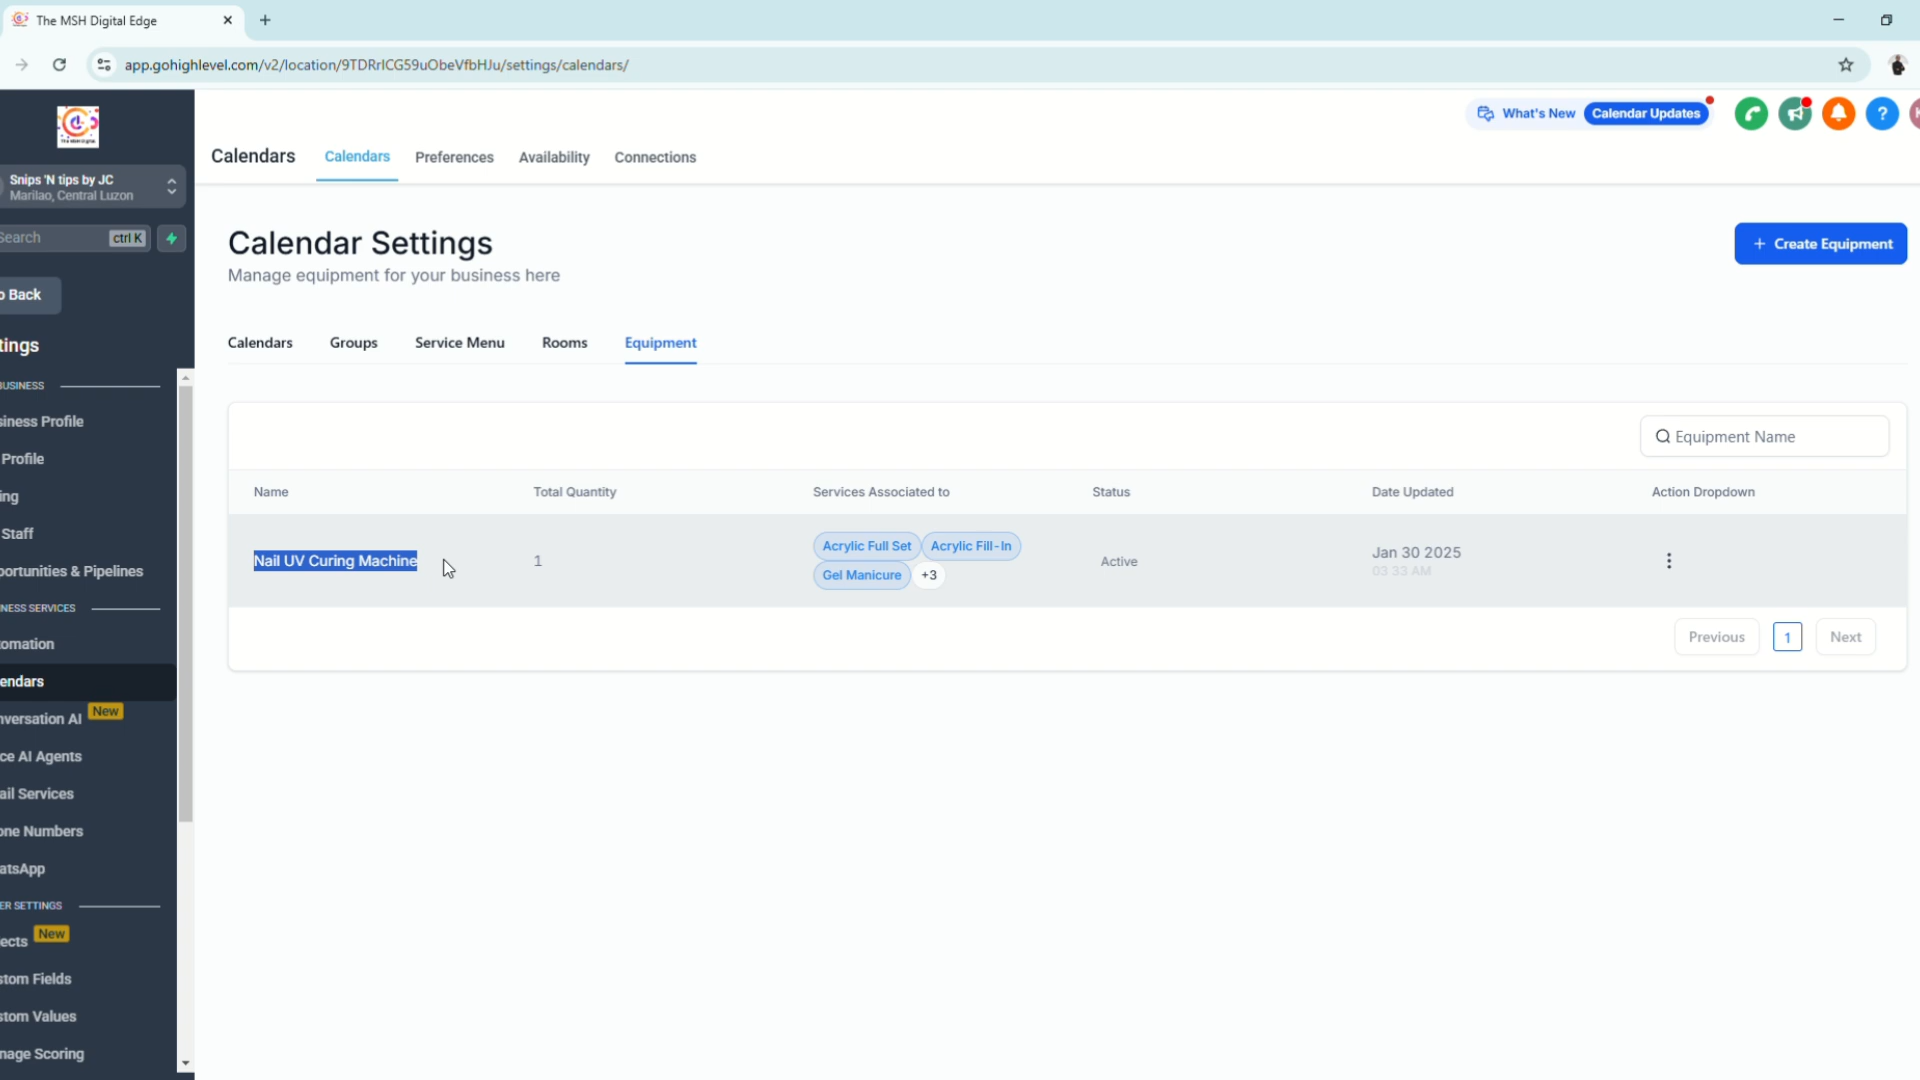 The MSH Digital Edge
app.gohighlevel.com/v2/location/9TDRrICG59uObeVfbHJu/settings/calendars/
What's New
Calendar Updates
Snips 'N tips by JC
Marilao, Central Luzon
Search
ctrl K
o Back
tings
BUSINESS
siness Profile
Profile
ing
Staff
portunities & Pipelines
NESS SERVICES
omation
endars
nversation AI
New
ce AI Agents
ail Services
one Numbers
atsApp
ER SETTINGS
ects
New
stom Fields
stom Values
nage Scoring
Calendars
Calendars
Preferences
Availability
Connections
Calendar Settings
Manage equipment for your business here
+ Create Equipment
Calendars
Groups
Service Menu
Rooms
Equipment
Equipment Name
Name
Total Quantity
Services Associated to
Status
Date Updated
Action Dropdown
Nail UV Curing Machine
1
Acrylic Full Set
Acrylic Fill-In
Gel Manicure
+3
Active
Jan 30 2025
03 33 AM
Previous
1
Next